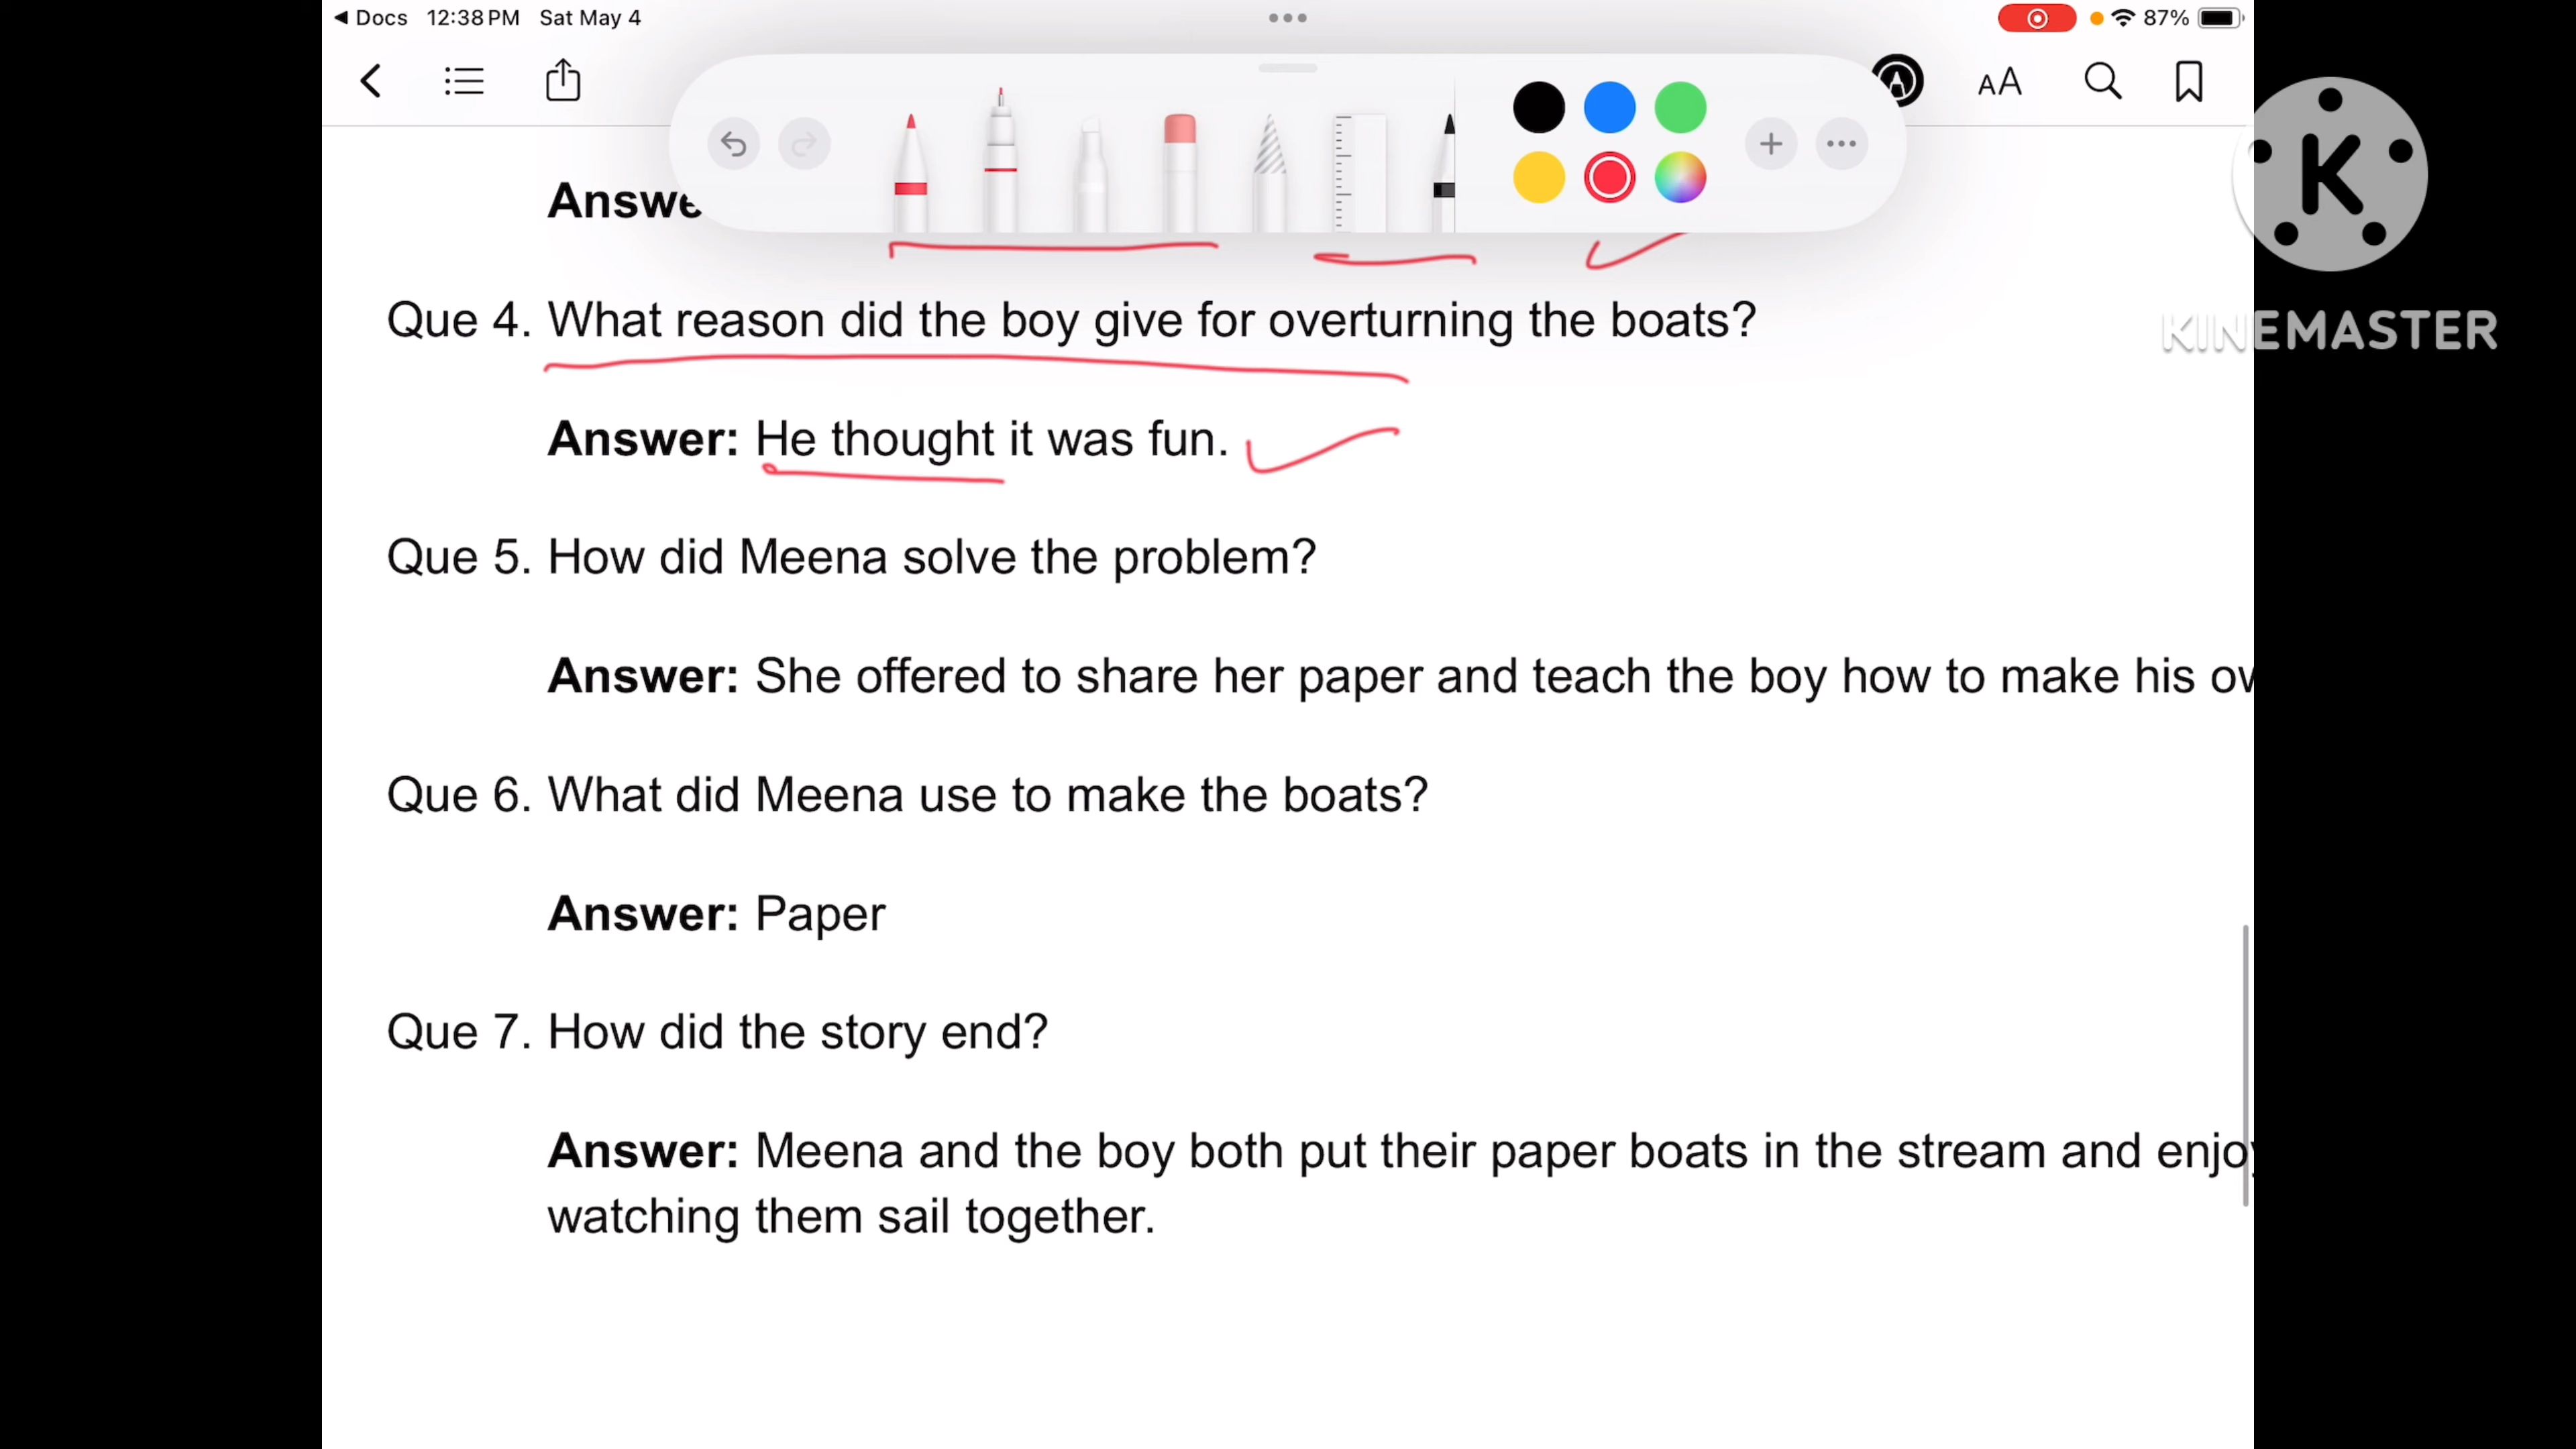 Docs 12:38 PM Sat May 4
87%
AA
K
KINEMASTER
Que 4. What reason did the boy give for overturning the boats?
Answer: He thought it was fun.
Que 5. How did Meena solve the problem?
Answer: She offered to share her paper and teach the boy how to make his
Que 6. What did Meena use to make the boats?
Answer: Paper
Que 7. How did the story end?
Answer: Meena and the boy both put their paper boats in the stream and
watching them sail together.